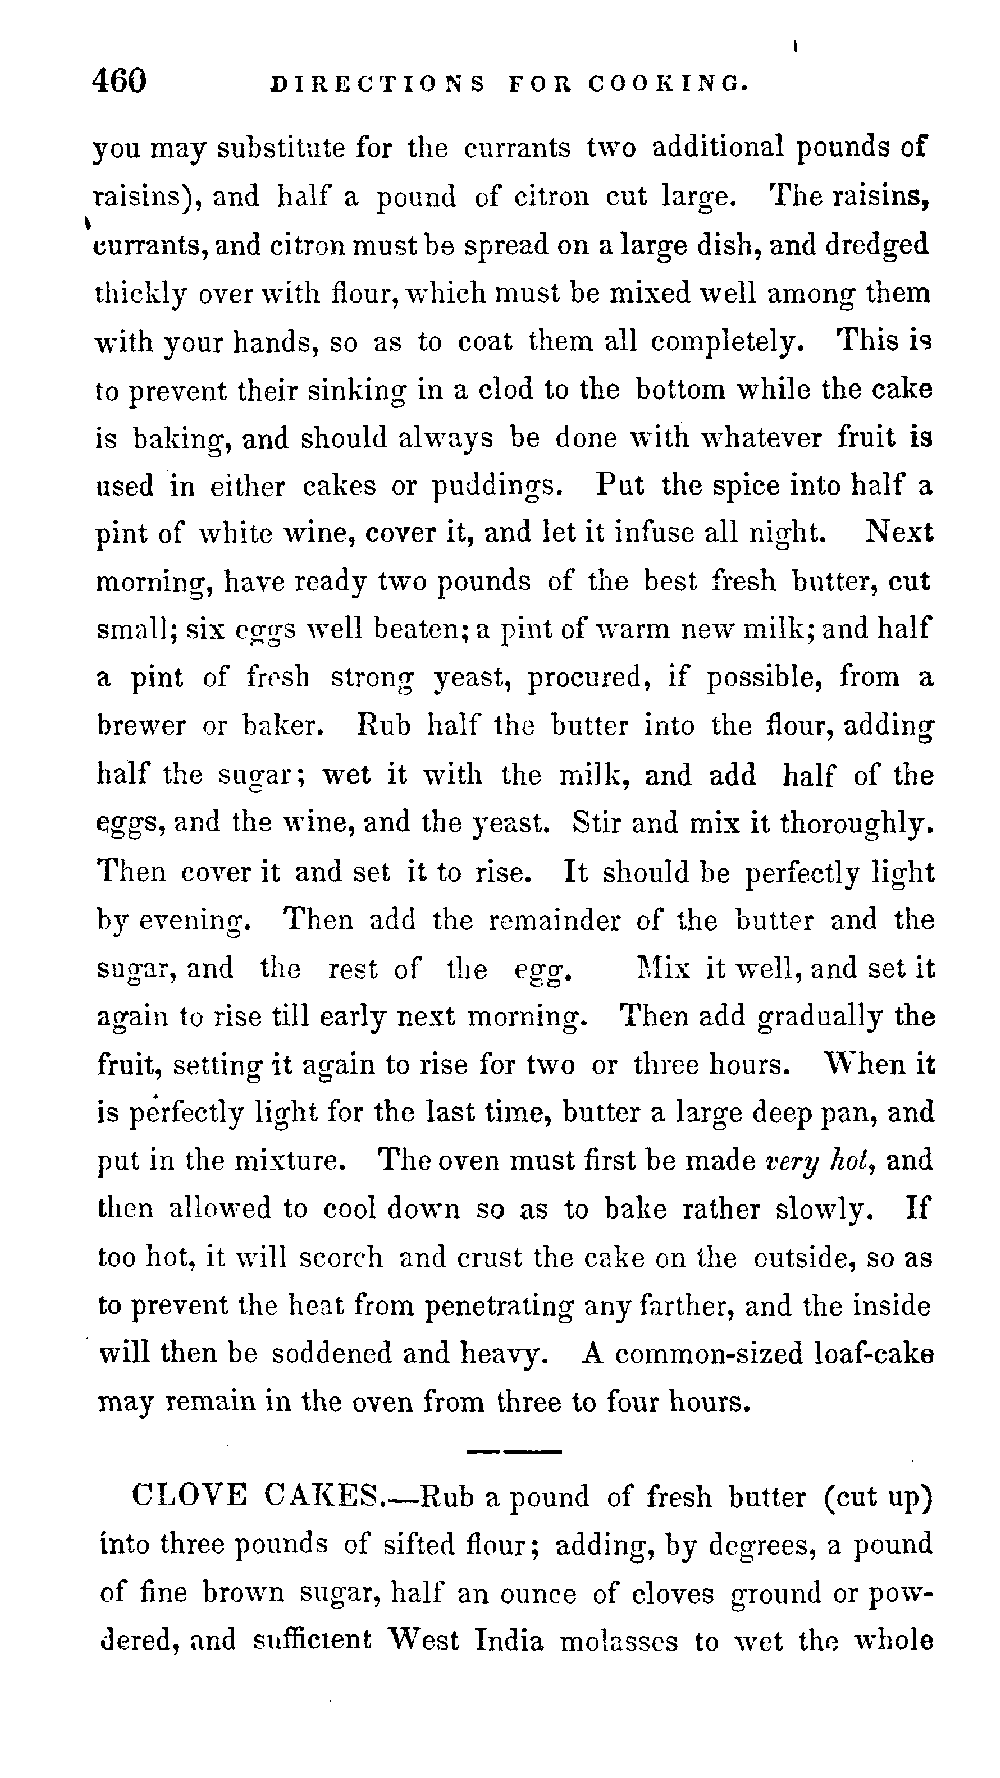 460 DIRECTIONS FOR COOKING.
you may substitute for the currants two additional pounds of
raisins), and half a pound of citron cut large. The raisins,
currants, and citron must be spread on a large dish, and dredged
thickly over with flour, which must be mixed well among them
with your hands, so as to coat them all completely. This is
to prevent their sinking in a clod to the bottom while the cake
is baking, and should always be done with whatever fruit is
used in either cakes or puddings. Put the spice into half a
pint of white wine, cover it, and let it infuse all night. Next
morning, have ready two pounds of the best fresh butter, cut
small; six eggs well beaten; a pint of warm new milk; and half
a pint of fresh strong yeast, procured, if possible, from a
brewer or baker. Rub half the butter into the flour, adding
half the sugar; wet it with the milk, and add half of the
eggs, and the wine, and the yeast. Stir and mix it thoroughly.
Then cover it and set it to rise. It should be perfectly light
by evening. Then add the remainder of the butter and the
sugar, and the rest of the egg. Mix it well, and set it
again to rise till early next morning. Then add gradually the
fruit, setting it again to rise for two or three hours. When it
is perfectly light for the last time, butter a large deep pan, and
put in the mixture. The oven must first be made very hot, and
then allowed to cool down so as to bake rather slowly. If
too hot, it will scorch and crust the cake on the outside, so as
to prevent the heat from penetrating any farther, and the inside
will then be soddened and heavy. A common-sized loaf-cake
may remain in the oven from three to four hours.
CLOVE CAKES.—Rub a pound of fresh butter (cut up)
into three pounds of sifted flour; adding, by degrees, a pound
of fine brown sugar, half an ounce of cloves ground or pow-
dered, and sufficient West India molasses to wet the whole